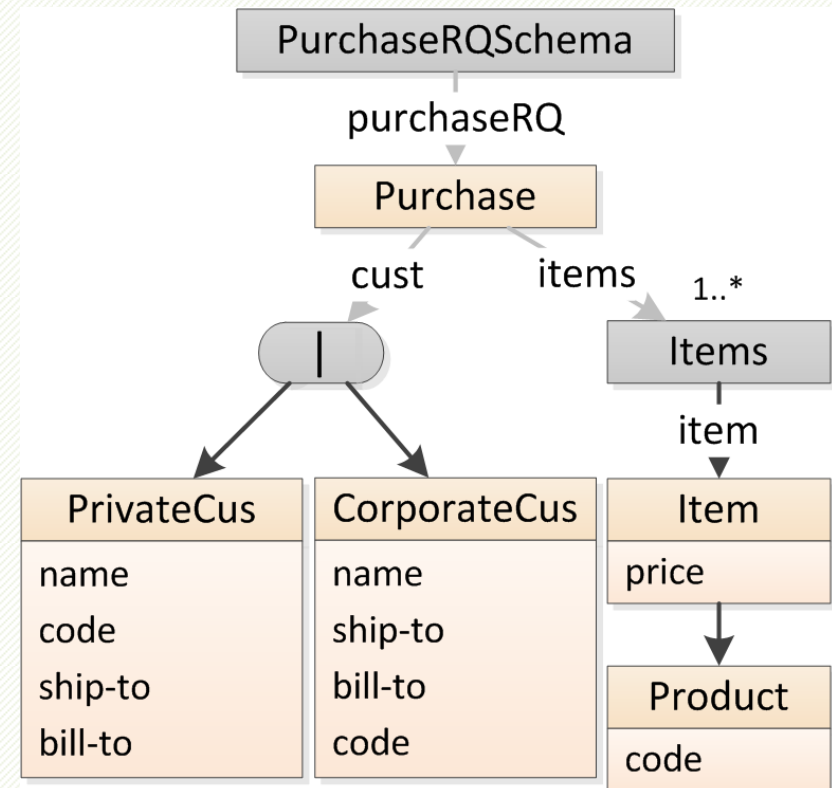 PurchaseRQSchema
purchaseRQ
Purchase
cust
items
1..*
|
Items
item
PrivateCus
name
code
ship-to
bill-to
CorporateCus
name
ship-to
bill-to
code
Item
price
Product
code